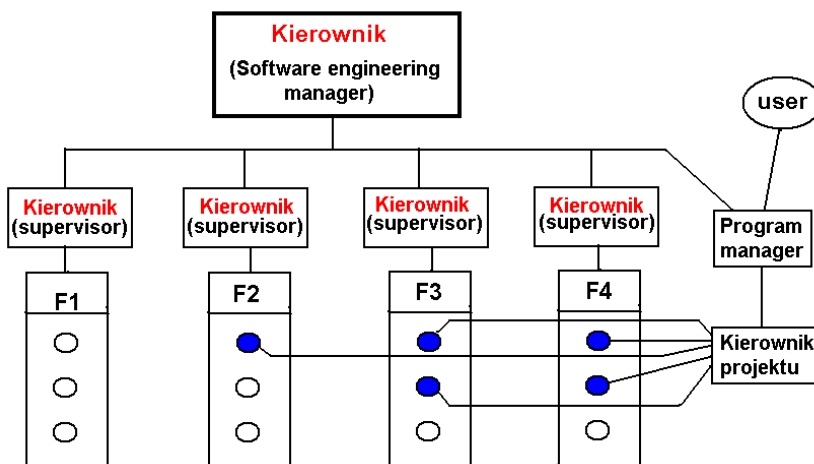 Kierownik
(Software engineering
manager)
user
Kierownik
(supervisor)
Kierownik
(supervisor)
Kierownik
(supervisor)
Kierownik
(supervisor)
Program
manager
F1
F2
F3
F4
Kierownik
projektu